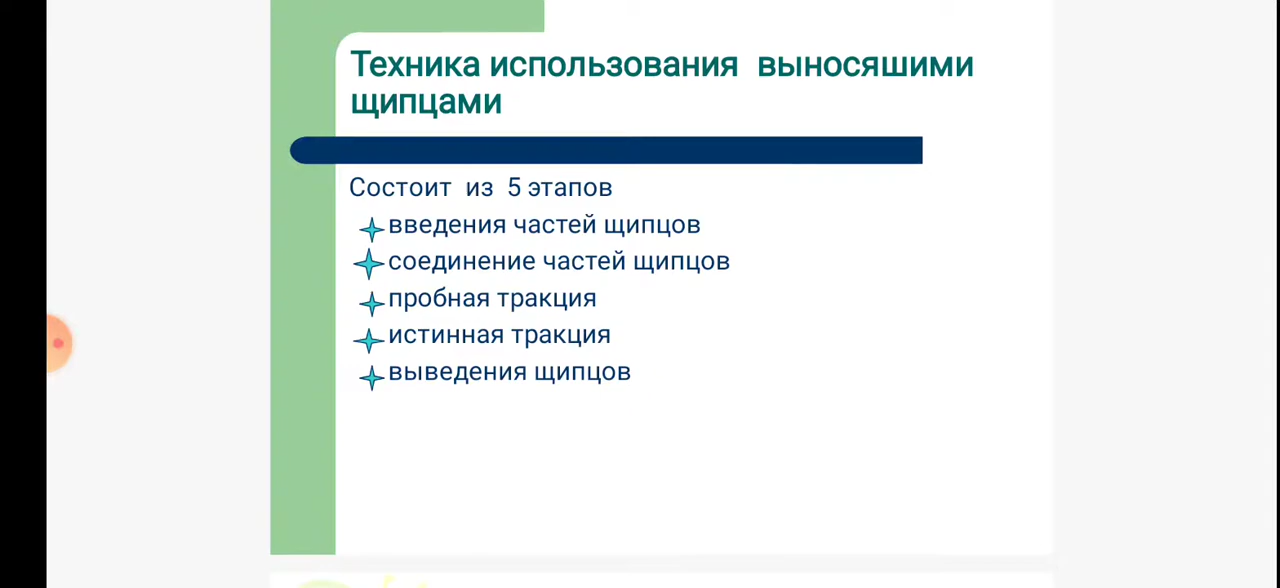 Техника использования выносяшими
щипцами
Состоит из 5 этапов
введения частей щипцов
соединение частей щипцов
пробная тракция
истинная тракция
выведения щипцов